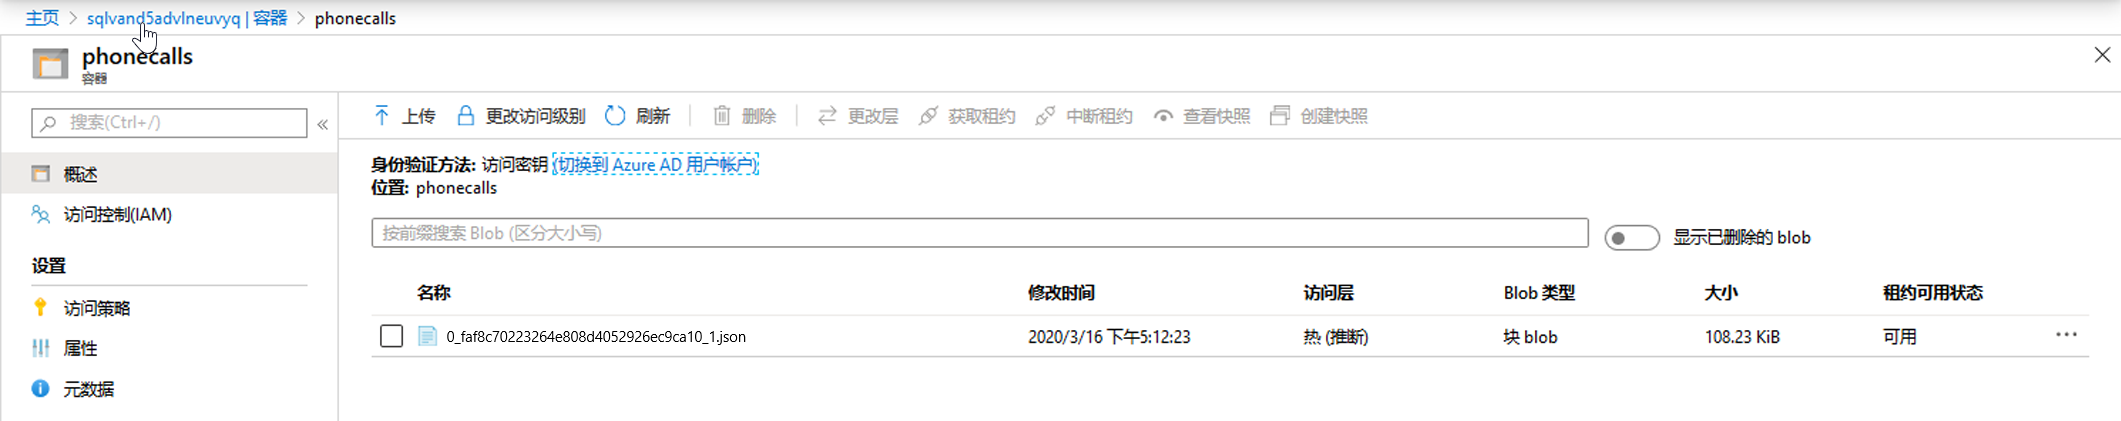 主页 > sqlvand5advlneuvyq | 容器 > phonecalls
phonecalls
容器
搜索(Ctrl+/)
«
概述
访问控制(IAM)
设置
访问策略
属性
元数据
上传 更改访问级别 刷新 删除 更改层 获取租约 中断租约 查看快照 创建快照
身份验证方法: 访问密钥 (切换到 Azure AD 用户帐户)
位置: phonecalls
按前缀搜索 Blob (区分大小写)
显示已删除的 blob
名称 修改时间 访问层 Blob 类型 大小 租约可用状态
0_faf8c70223264e808d4052926ec9ca10_1.json 2020/3/16 下午5:12:23 热 (推断) 块 blob 108.23 KiB 可用 ···